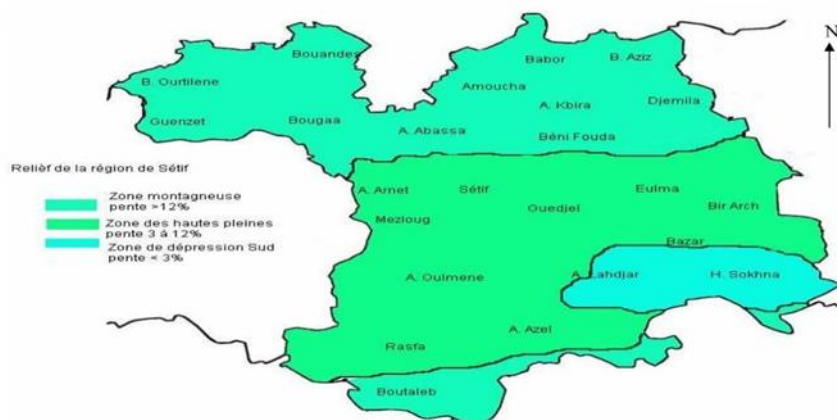 N
Bouandes
Babor
B. Aziz
B. Ourtilene
Amoucha
A. Kbira
Djemila
Guenzet
Bougaa
A. Abassa
Béni Fouda
Relièf de la région de Sétif
Zone montagneuse
pente >12%
Zone des hautes pleines
pente 3 à 12%
Zone de dépression Sud
pente < 3%
A. Arnet
Sétif
Eulma
Mezloug
Ouedjel
Bir Arch
Bazar
A. Oulmene
A. Lahdjar
H. Sokhna
Rasfa
A. Azel
Boutaleb